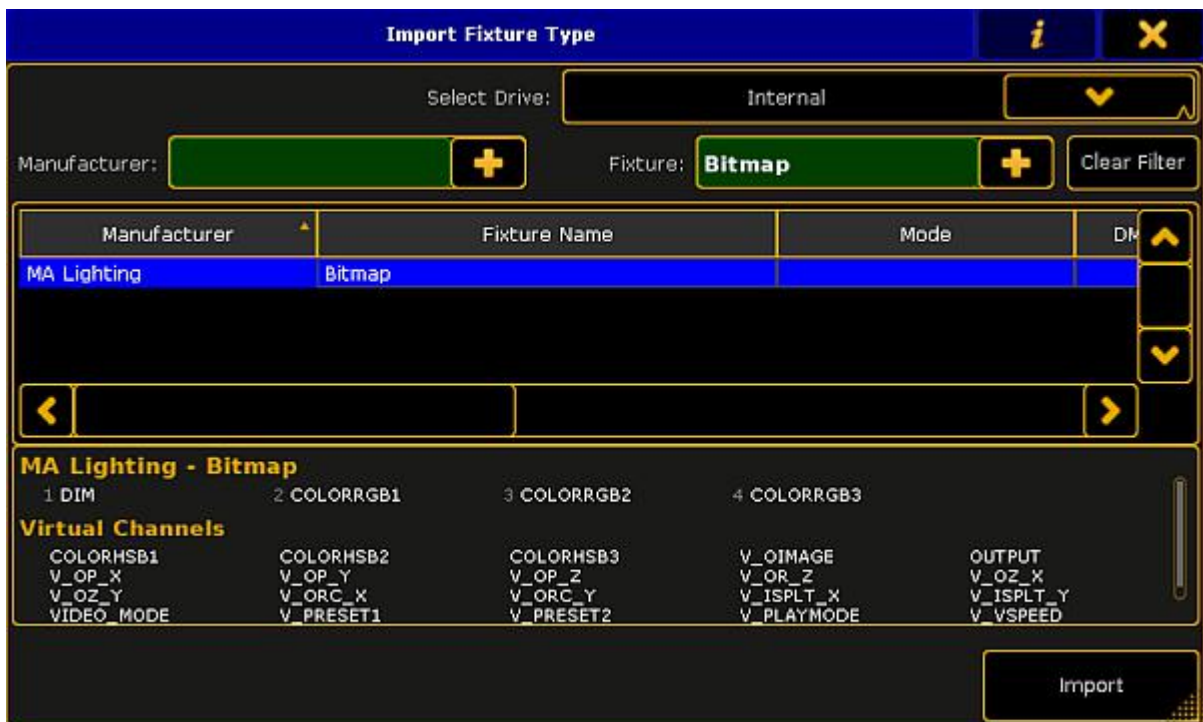 Import Fixture Type i
Select Drive: Internal
Manufacturer: Fixture: Bitmap Clear Filter
Manufacturer Fixture Name Mode DM
MA Lighting Bitmap
MA Lighting - Bitmap
1 DIM 2 COLORRGB1 3 COLORRGB2 4 COLORRGB3
Virtual Channels
COLORHSB1 COLORHSB2 COLORHSB3 V_OIMAGE OUTPUT
V_OP_X V_OP_Y V_OP_Z V_OR_Z V_OZ_X
V_OZ_Y V_ORC_X V_ORC_Y V_ISPLT_X V_ISPLT_Y
VIDEO_MODE V_PRESET1 V_PRESET2 V_PLAYMODE V_VSPEED
Import